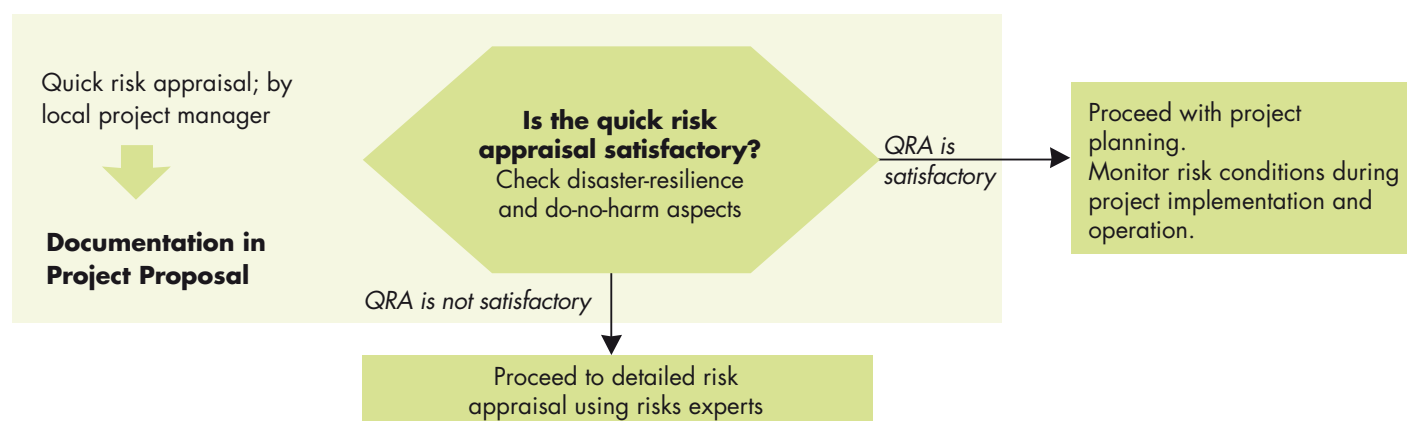 Quick risk appraisal; by
local project manager
Documentation in
Project Proposal
Is the quick risk
appraisal satisfactory?
Check disaster-resilience
and do-no-harm aspects
QRA is
satisfactory
Proceed with project
planning.
Monitor risk conditions during
project implementation and
operation.
QRA is not satisfactory
Proceed to detailed risk
appraisal using risks experts